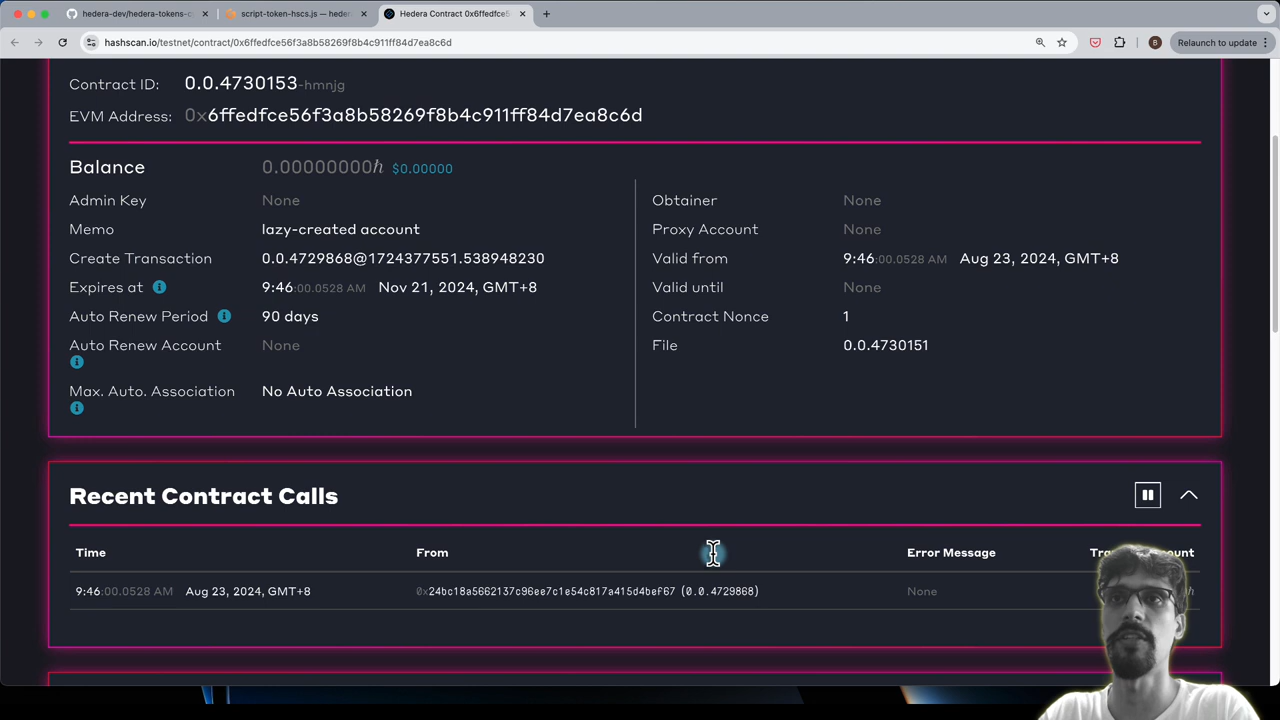 hedera-dev/hedera-tokens-c
script-token-hscs.js — heder
Hedera Contract 0x6ffedfce5
hashscan.io/testnet/contract/0x6ffedfce56f3a8b58269f8b4c911ff84d7ea8c6d
B
Relaunch to update
Contract ID: 0.0.4730153-hmnjg
EVM Address: 0x6ffedfce56f3a8b58269f8b4c911ff84d7ea8c6d
Balance 0.00000000ℏ $0.00000
Admin Key None
Memo lazy-created account
Create Transaction 0.0.4729868@1724377551.538948230
Expires at 9:46:00.0528 AM Nov 21, 2024, GMT+8
Auto Renew Period 90 days
Auto Renew Account None
Max. Auto. Association No Auto Association
Obtainer None
Proxy Account None
Valid from 9:46:00.0528 AM Aug 23, 2024, GMT+8
Valid until None
Contract Nonce 1
File 0.0.4730151
Recent Contract Calls
Time From Error Message
9:46:00.0528 AM Aug 23, 2024, GMT+8 0x24bc18a5662137c96ee7c1e54c817a415d4bef67 (0.0.4729868) None